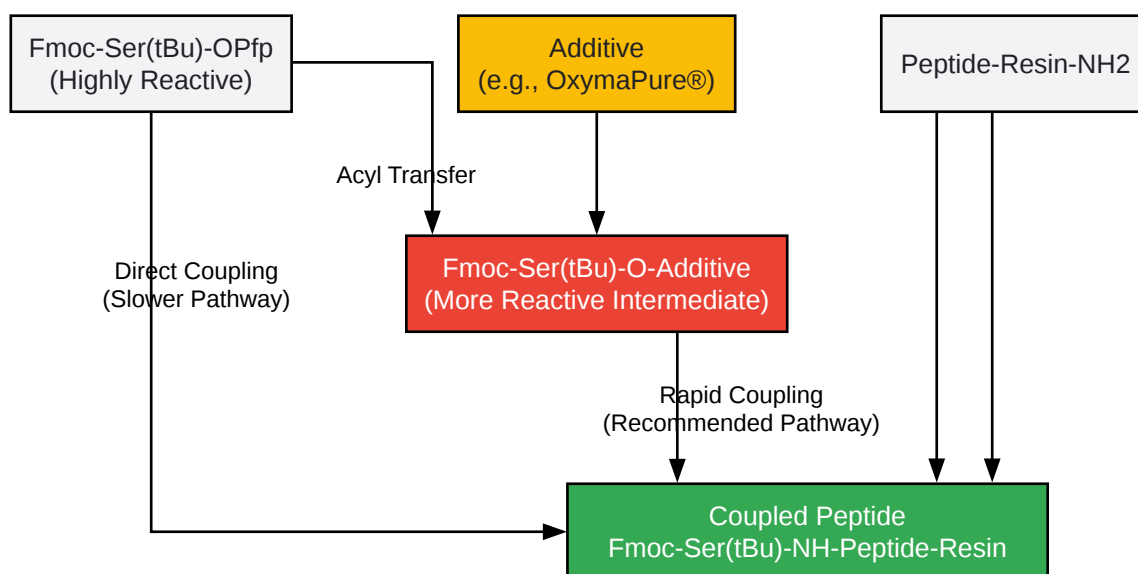 Fmoc-Ser(tBu)-OPfp
(Highly Reactive)
Additive
(e.g., OxymaPure®)
Peptide-Resin-NH2
Acyl Transfer
Fmoc-Ser(tBu)-O-Additive
(More Reactive Intermediate)
Direct Coupling
(Slower Pathway)
Rapid Coupling
(Recommended Pathway)
Coupled Peptide
Fmoc-Ser(tBu)-NH-Peptide-Resin